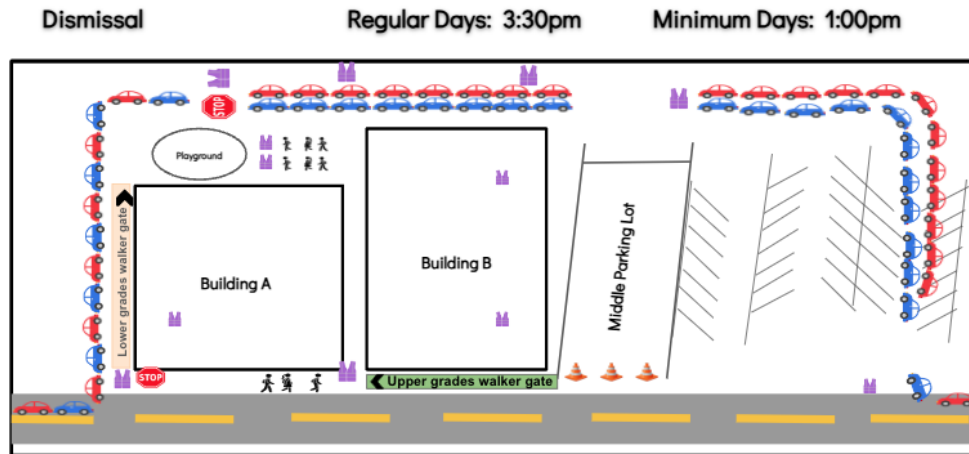 Dismissal Regular Days: 3:30pm Minimum Days: 1:00pm
STOP
Playground
Lower grades walker gate
Building A
Building B
Middle Parking Lot
STOP
Upper grades walker gate